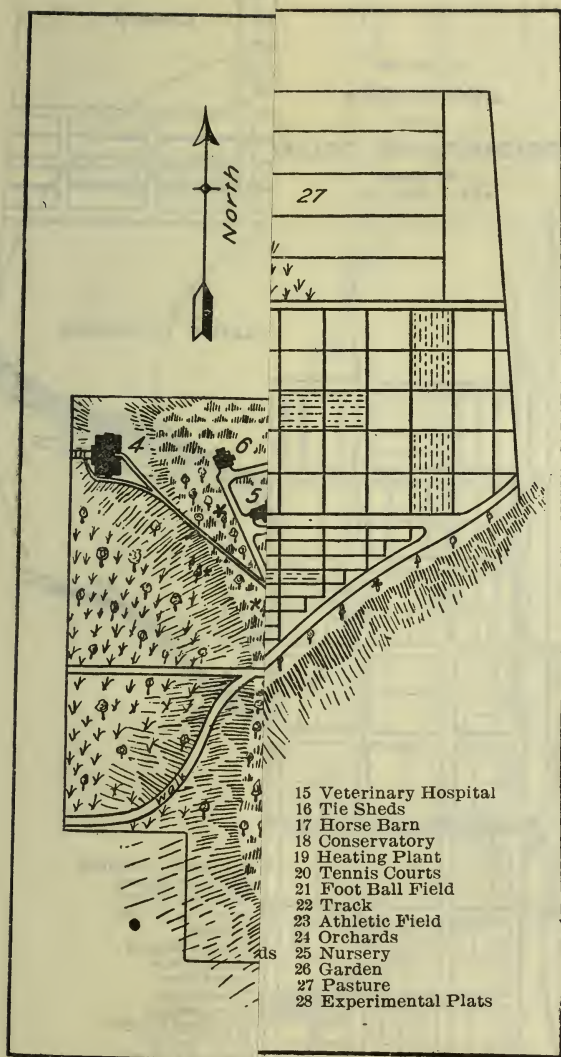 North
27
4
6
5
Walk
15 Veterinary Hospital
16 Tie Sheds
17 Horse Barn
18 Conservatory
19 Heating Plant
20 Tennis Courts
21 Foot Ball Field
22 Track
23 Athletic Field
24 Orchards
ds 25 Nursery
26 Garden
27 Pasture
28 Experimental Plats